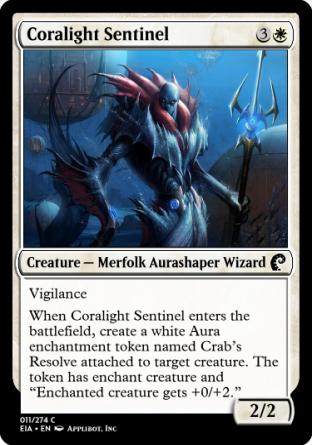 Coralight Sentinel 3
Creature — Merfolk Aurashaper Wizard
Vigilance
When Coralight Sentinel enters the
battlefield, create a white Aura
enchantment token named Crab's
Resolve attached to target creature. The
token has enchant creature and
“Enchanted creature gets +0/+2.”
2/2
011/274 C
EIA • EN Applibot, Inc